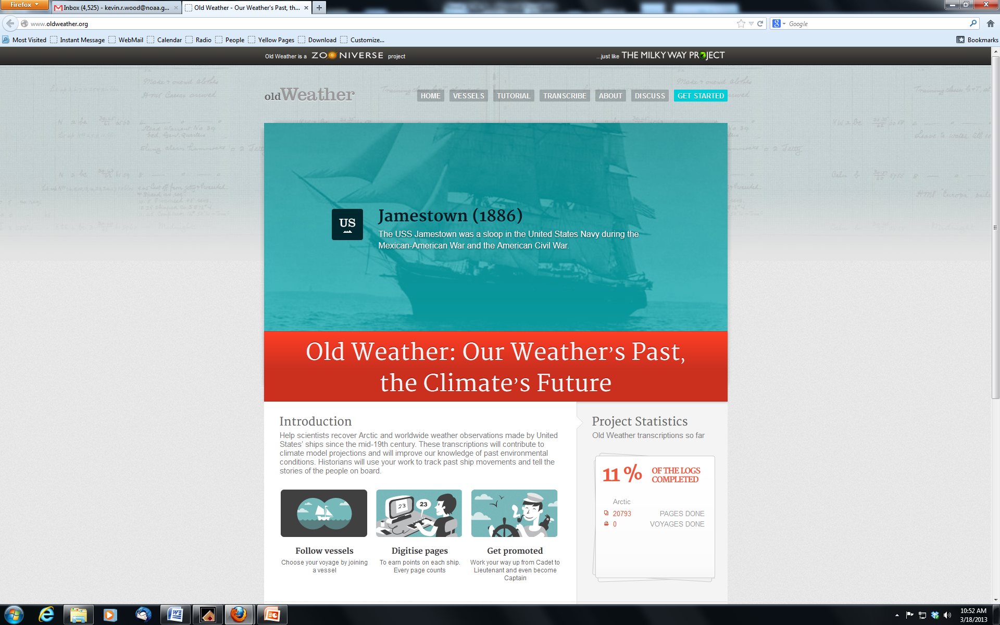 Firefox
Inbox (4,525) - kevin.r.wood@noaa.g...
Old Weather - Our Weather's Past, th...
www.oldweather.org
Google
Most Visited
Instant Message
WebMail
Calendar
Radio
People
Yellow Pages
Download
Customize...
Bookmarks
Old Weather is a ZOONIVERSE project
...just like THE MILKY WAY PROJECT
oldWeather
HOME
VESSELS
TUTORIAL
TRANSCRIBE
ABOUT
DISCUSS
GET STARTED
US
Jamestown (1886)
The USS Jamestown was a sloop in the United States Navy during the
Mexican-American War and the American Civil War.
Old Weather: Our Weather's Past,
the Climate's Future
Introduction
Help scientists recover Arctic and worldwide weather observations made by United
States' ships since the mid-19th century. These transcriptions will contribute to
climate model projections and will improve our knowledge of past environmental
conditions. Historians will use your work to track past ship movements and tell the
stories of the people on board.
23
23
Follow vessels
Choose your voyage by joining
a vessel
Digitise pages
To earn points on each ship.
Every page counts
Get promoted
Work your way up from Cadet to
Lieutenant and even become
Captain
Project Statistics
Old Weather transcriptions so far
11 %
OF THE LOGS
COMPLETED
Arctic
20793 PAGES DONE
0 VOYAGES DONE
10:52 AM
3/18/2013